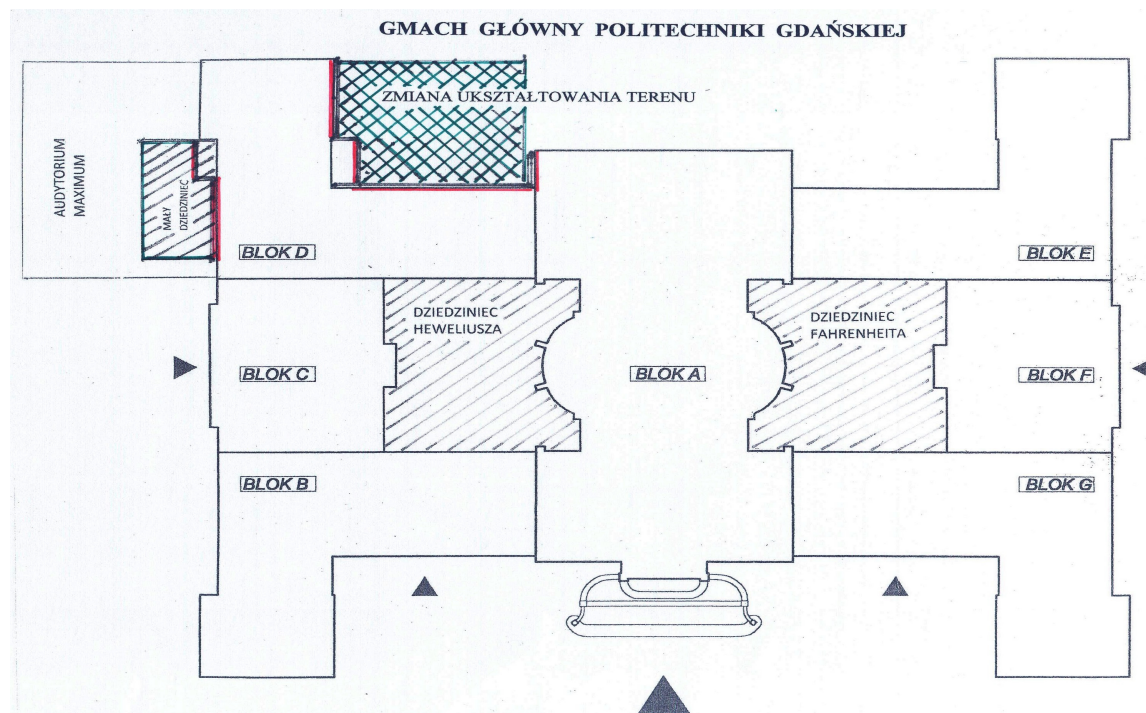 GMACH GŁÓWNY POLITECHNIKI GDAŃSKIEJ
ZMIANA UKSZTAŁTOWANIA TERENU
AUDYTORIUM
MAXIMUM
MAŁY
DZIEDZINIEC
BLOK D
BLOK E
DZIEDZINIEC
HEWELIUSZA
DZIEDZINIEC
FAHRENHEITA
BLOK C
BLOK A
BLOK F
BLOK B
BLOK G